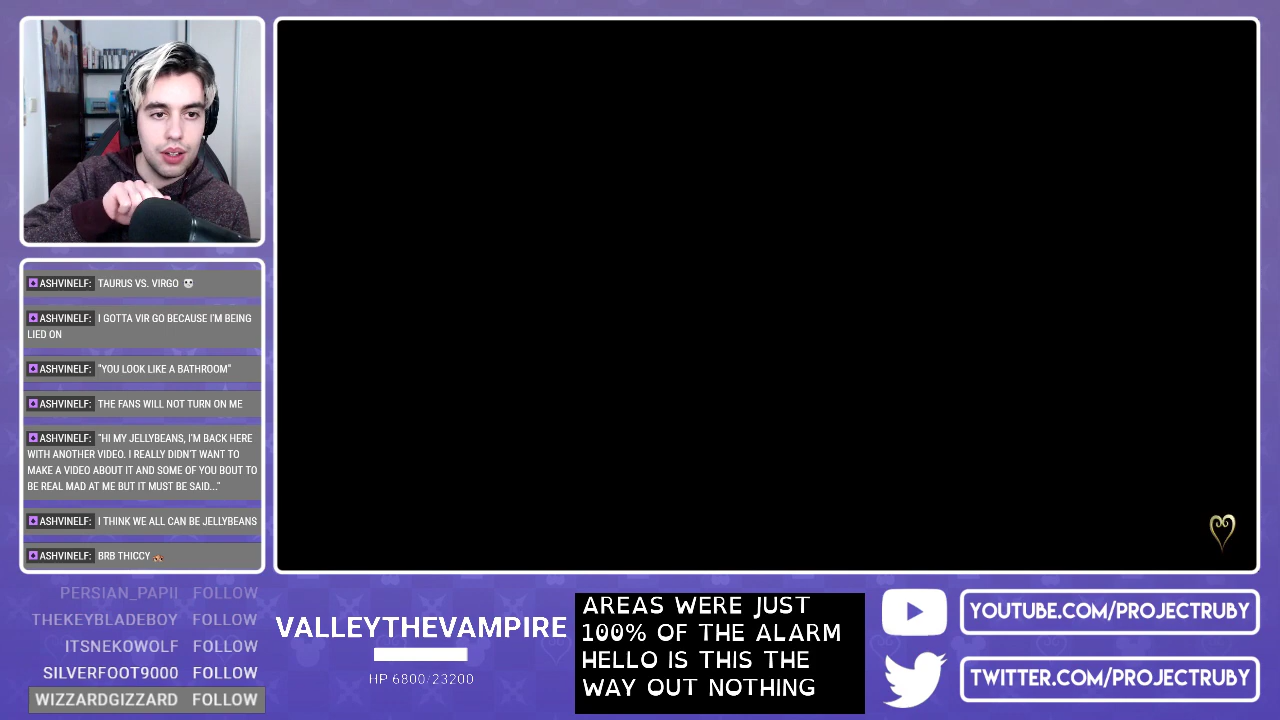 ASHVINELF: TAURUS VS. VIRGO
ASHVINELF: I GOTTA VIR GO BECAUSE I'M BEING
LIED ON
ASHVINELF: "YOU LOOK LIKE A BATHROOM"
ASHVINELF: THE FANS WILL NOT TURN ON ME
ASHVINELF: "HI MY JELLYBEANS, I'M BACK HERE
WITH ANOTHER VIDEO. I REALLY DIDN'T WANT TO
MAKE A VIDEO ABOUT IT AND SOME OF YOU BOUT TO
BE REAL MAD AT ME BUT IT MUST BE SAID..."
ASHVINELF: I THINK WE ALL CAN BE JELLYBEANS
ASHVINELF: BRB THICCY
PERSIAN_PAPII FOLLOW
THEKEYBLADEBOY FOLLOW
ITSNEKOWOLF FOLLOW
SILVERFOOT9000 FOLLOW
WIZZARDGIZZARD FOLLOW
VALLEYTHEVAMPIRE
HP 6800/23200
AREAS WERE JUST
100% OF THE ALARM
HELLO IS THIS THE
WAY OUT NOTHING
YOUTUBE.COM/PROJECTRUBY
TWITTER.COM/PROJECTRUBY